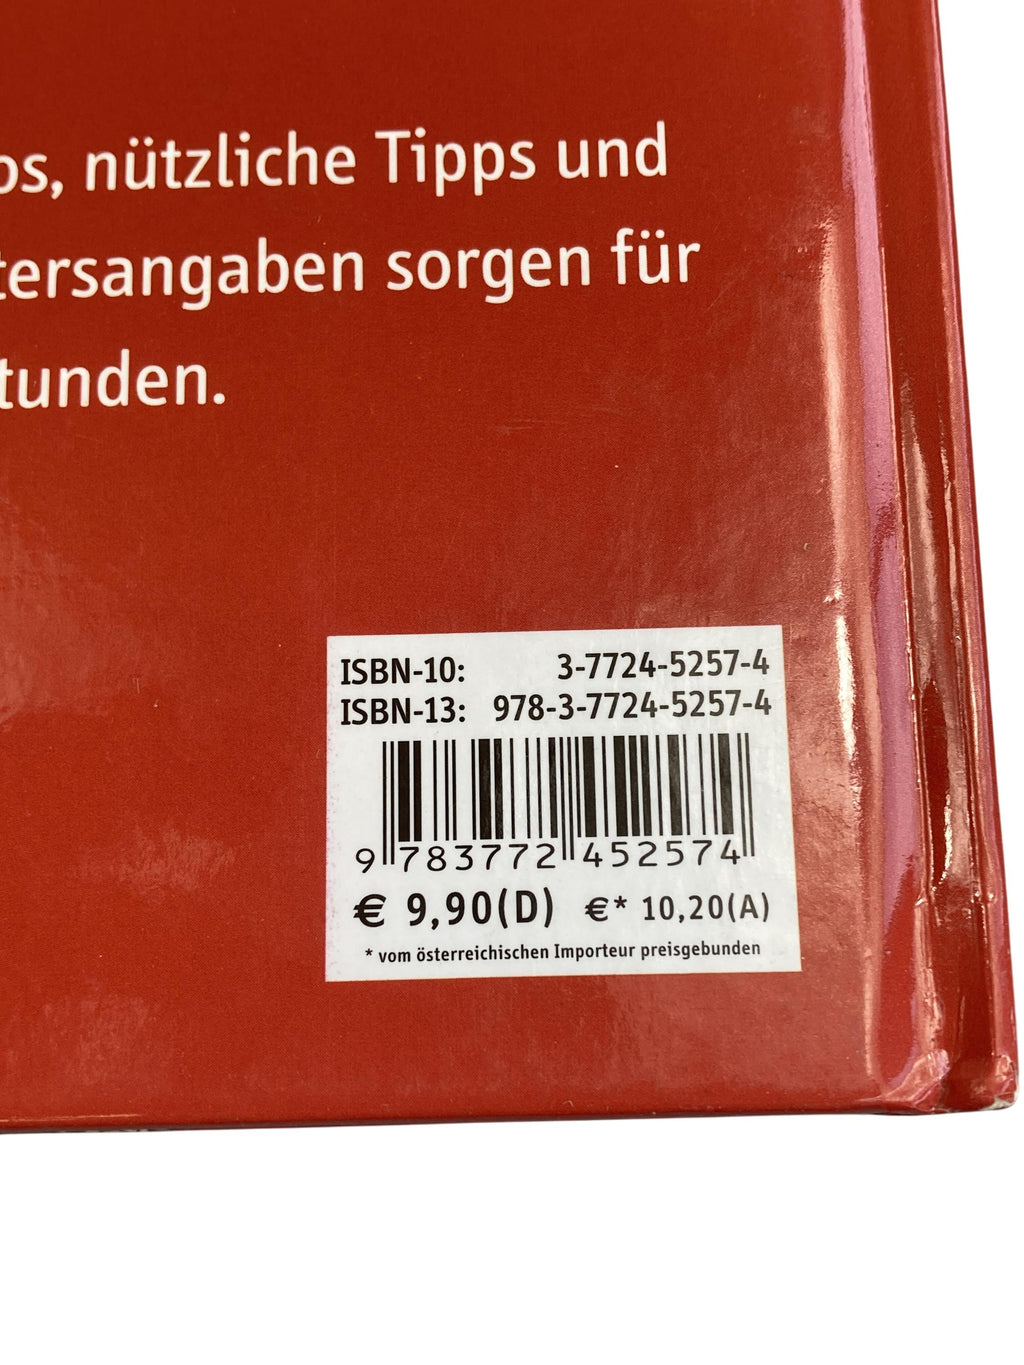 os, nützliche Tipps und
tersangaben sorgen für
tunden.
ISBN-10: 3-7724-5257-4
ISBN-13: 978-3-7724-5257-4
9 783772 452574
€ 9,90(D) €* 10,20(A)
* vom österreichischen Importeur preisgebunden